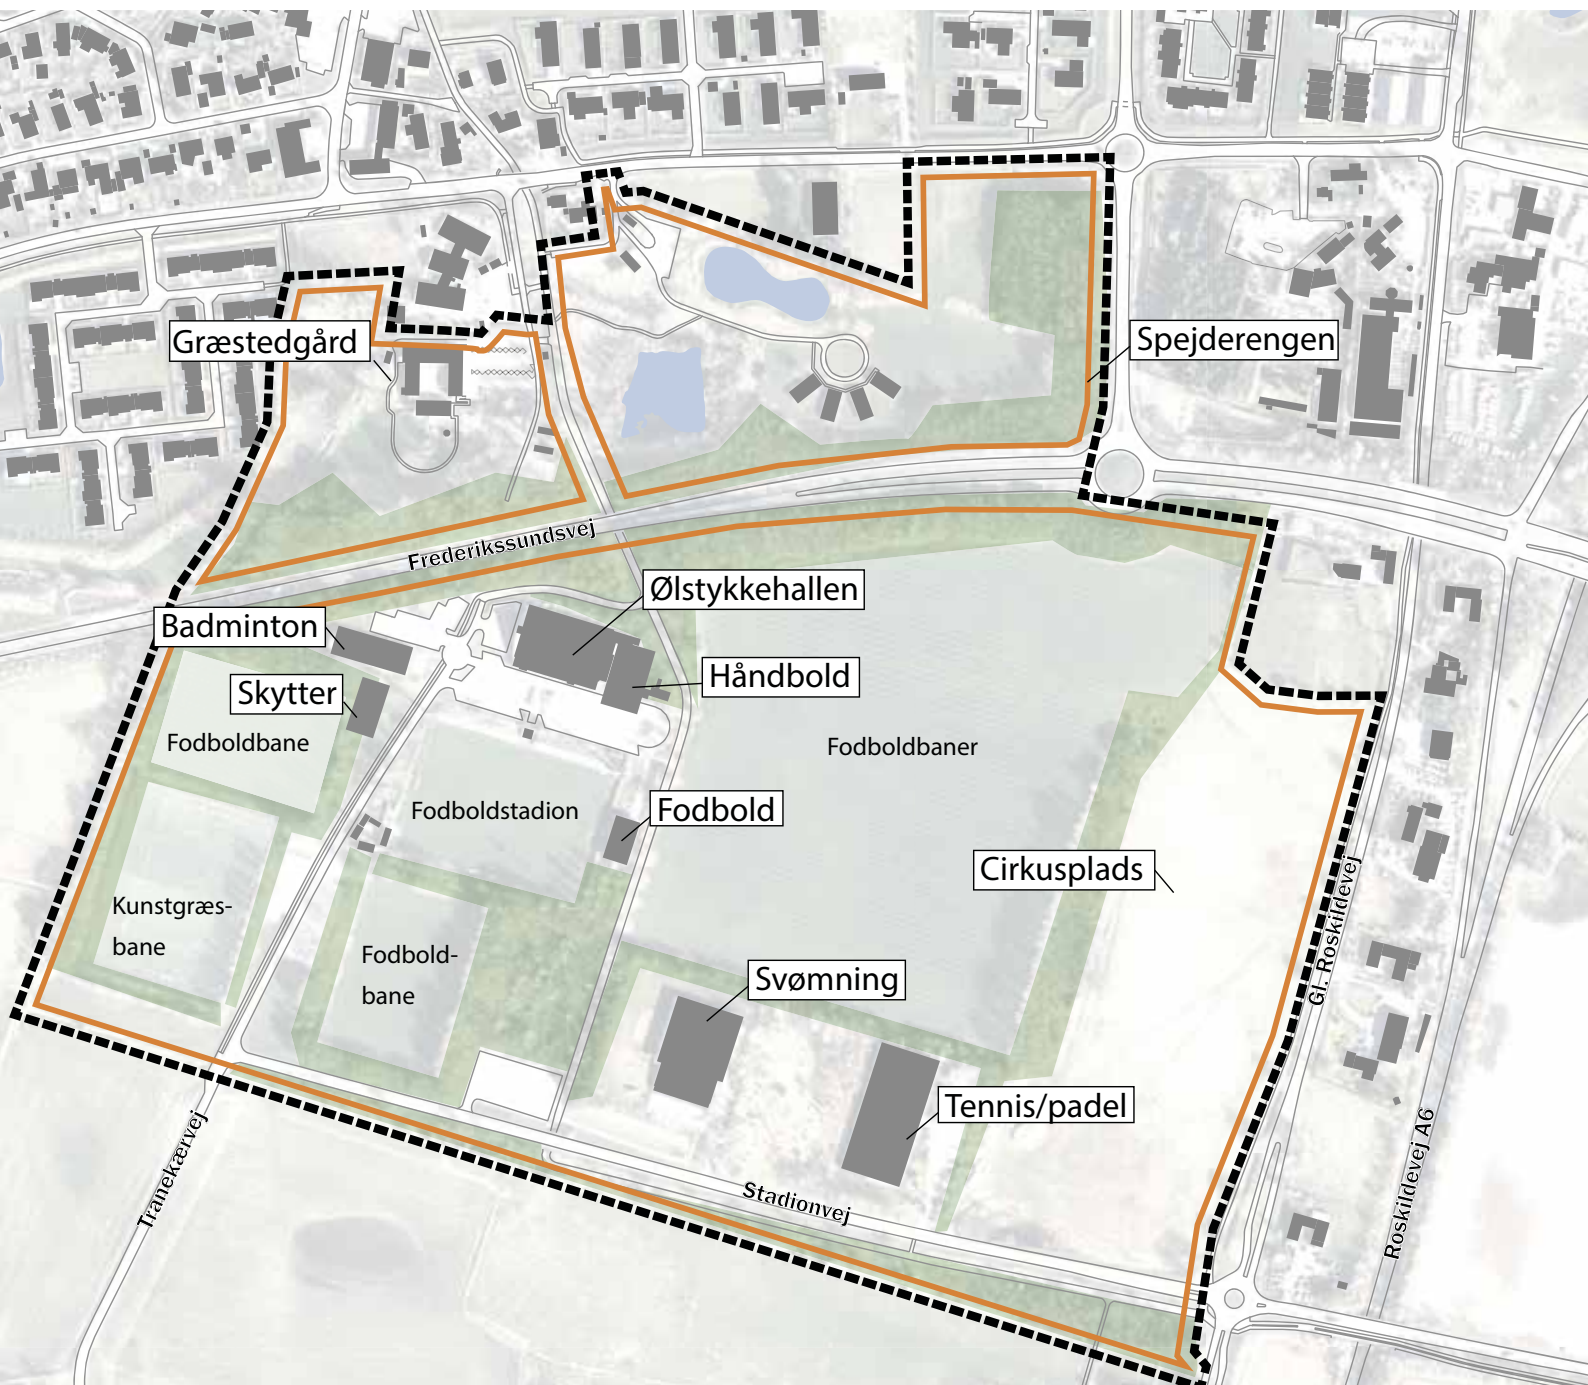 Græstedgård
Spejderengen
Frederikssundsvej
Ølstykkehallen
Badminton
Håndbold
Skytter
Fodboldbane
Fodboldbaner
Fodboldstadion
Fodbold
Cirkusplads
Kunstgræs-
bane
Fodbold-
bane
Svømning
Gl. Roskildevej
Tennis/padel
Tranekærvej
Stadionvej
Roskildevej A6